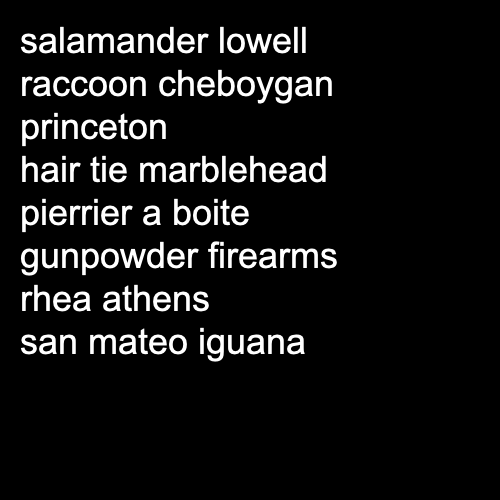 salamander lowell
raccoon cheboygan
princeton
hair tie marblehead
pierrier a boite
gunpowder firearms
rhea athens
san mateo iguana